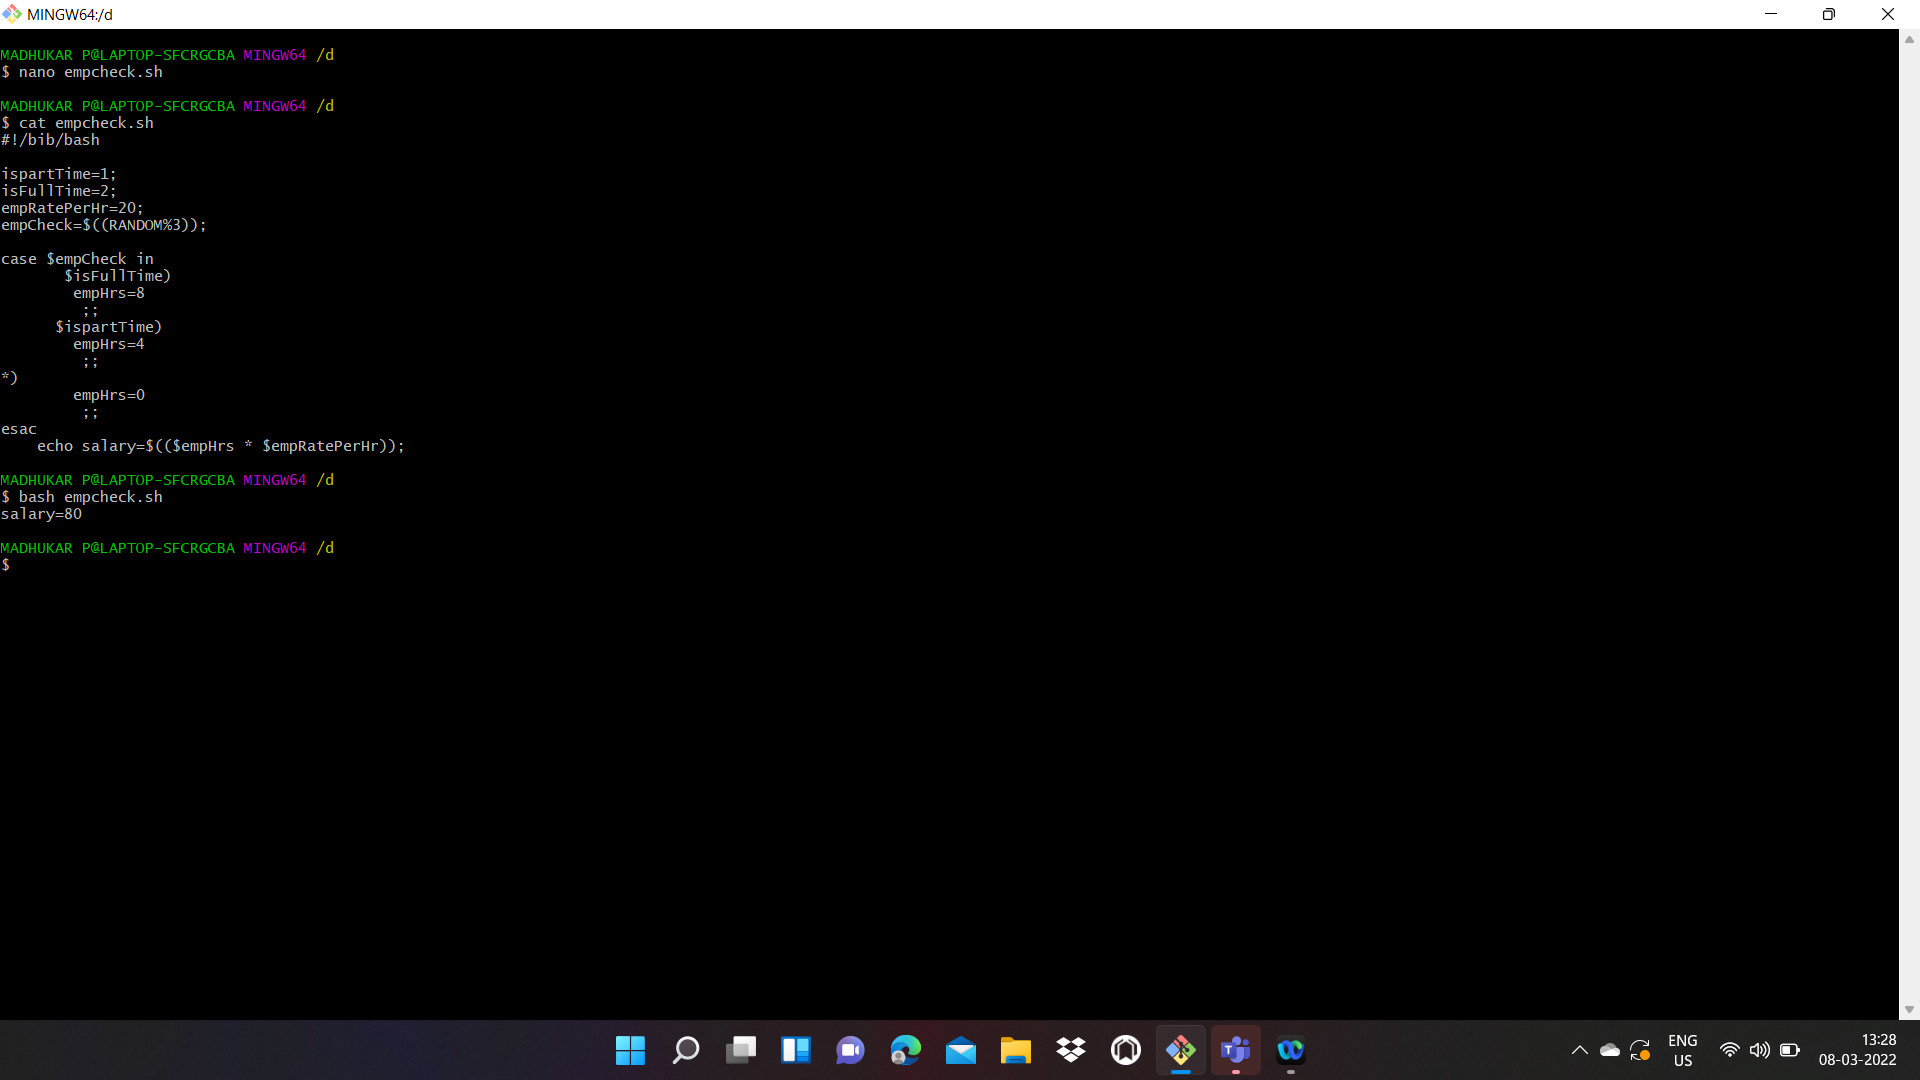 MINGW64:/d
MADHUKAR P@LAPTOP-SFCRGCBA MINGW64 /d
$ nano empcheck.sh
MADHUKAR P@LAPTOP-SFCRGCBA MINGW64 /d
$ cat empcheck.sh
#!/bib/bash
ispartTime=1;
isFullTime=2;
empRatePerHr=20;
empCheck=$((RANDOM%3));
case $empCheck in
$isFullTime)
empHrs=8
;;
$ispartTime)
empHrs=4
;;
*)
empHrs=0
;;
esac
echo salary=$(($empHrs * $empRatePerHr));
MADHUKAR P@LAPTOP-SFCRGCBA MINGW64 /d
$ bash empcheck.sh
salary=80
MADHUKAR P@LAPTOP-SFCRGCBA MINGW64 /d
$
ENG
US
13:28
08-03-2022